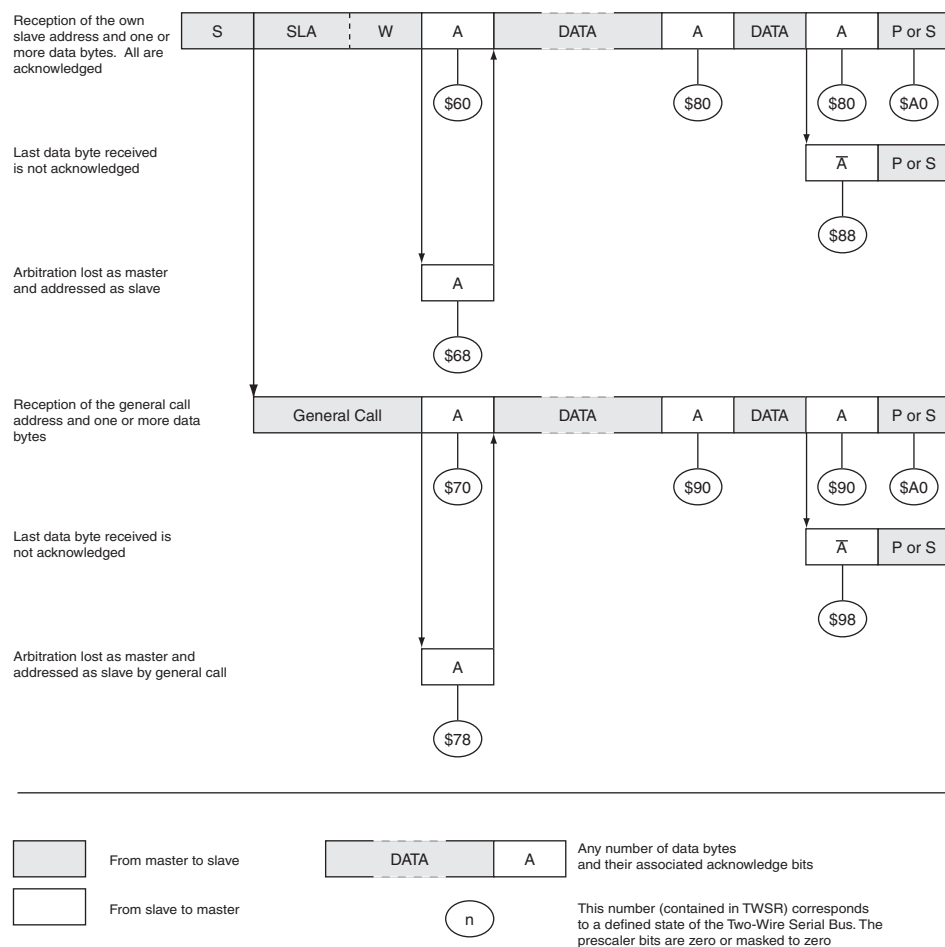 Reception of the own
slave address and one or
more data bytes.  All are
acknowledged
S SLA W A DATA A DATA A P or S
$60 $80 $80 $A0
Last data byte received
is not acknowledged
A̅ P or S
$88
Arbitration lost as master
and addressed as slave
A
$68
Reception of the general call
address and one or more data
bytes
General Call A DATA A DATA A P or S
$70 $90 $90 $A0
Last data byte received is
not acknowledged
A̅ P or S
$98
Arbitration lost as master and
addressed as slave by general call
A
$78
From master to slave
DATA A
Any number of data bytes
and their associated acknowledge bits
From slave to master
n
This number (contained in TWSR) corresponds
to a defined state of the Two-Wire Serial Bus. The
prescaler bits are zero or masked to zero